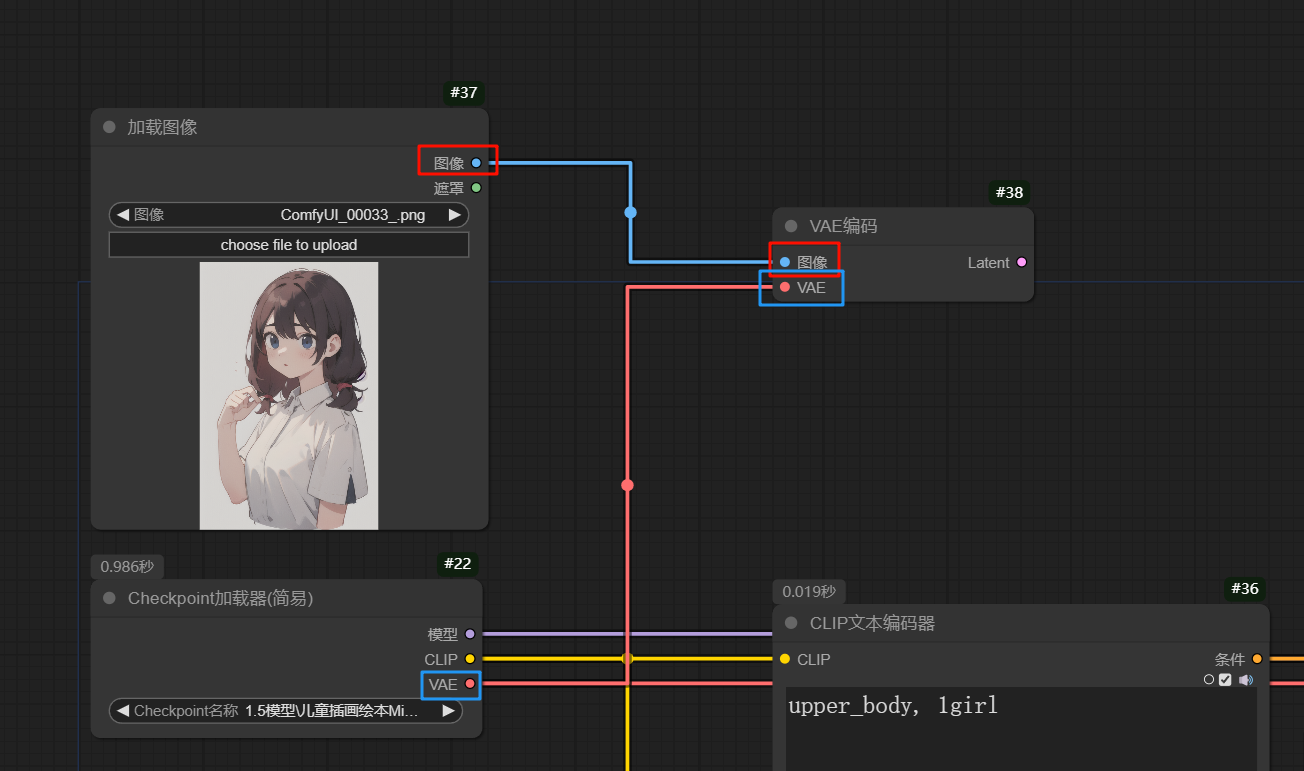 #37
加载图像
图像
遮罩
图像 ComfyUI_00033_.png
choose file to upload
#38
VAE编码
图像 Latent
VAE
0.986秒 #22
Checkpoint加载器(简易)
模型
CLIP
VAE
Checkpoint名称 1.5模型\儿童插画绘本Mi...
0.019秒 #36
CLIP文本编码器
CLIP 条件
upper_body, 1girl